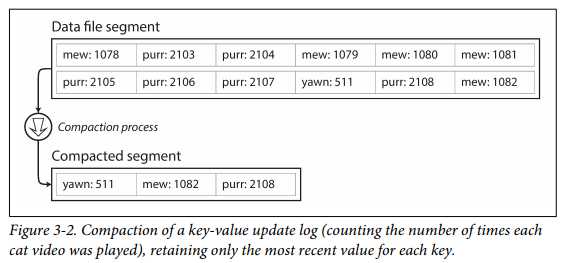 Data file segment
mew: 1078 purr: 2103 purr: 2104 mew: 1079 mew: 1080 mew: 1081
purr: 2105 purr: 2106 purr: 2107 yawn: 511 purr: 2108 mew: 1082
Compaction process
Compacted segment
yawn: 511 mew: 1082 purr: 2108
Figure 3-2. Compaction of a key-value update log (counting the number of times each
cat video was played), retaining only the most recent value for each key.